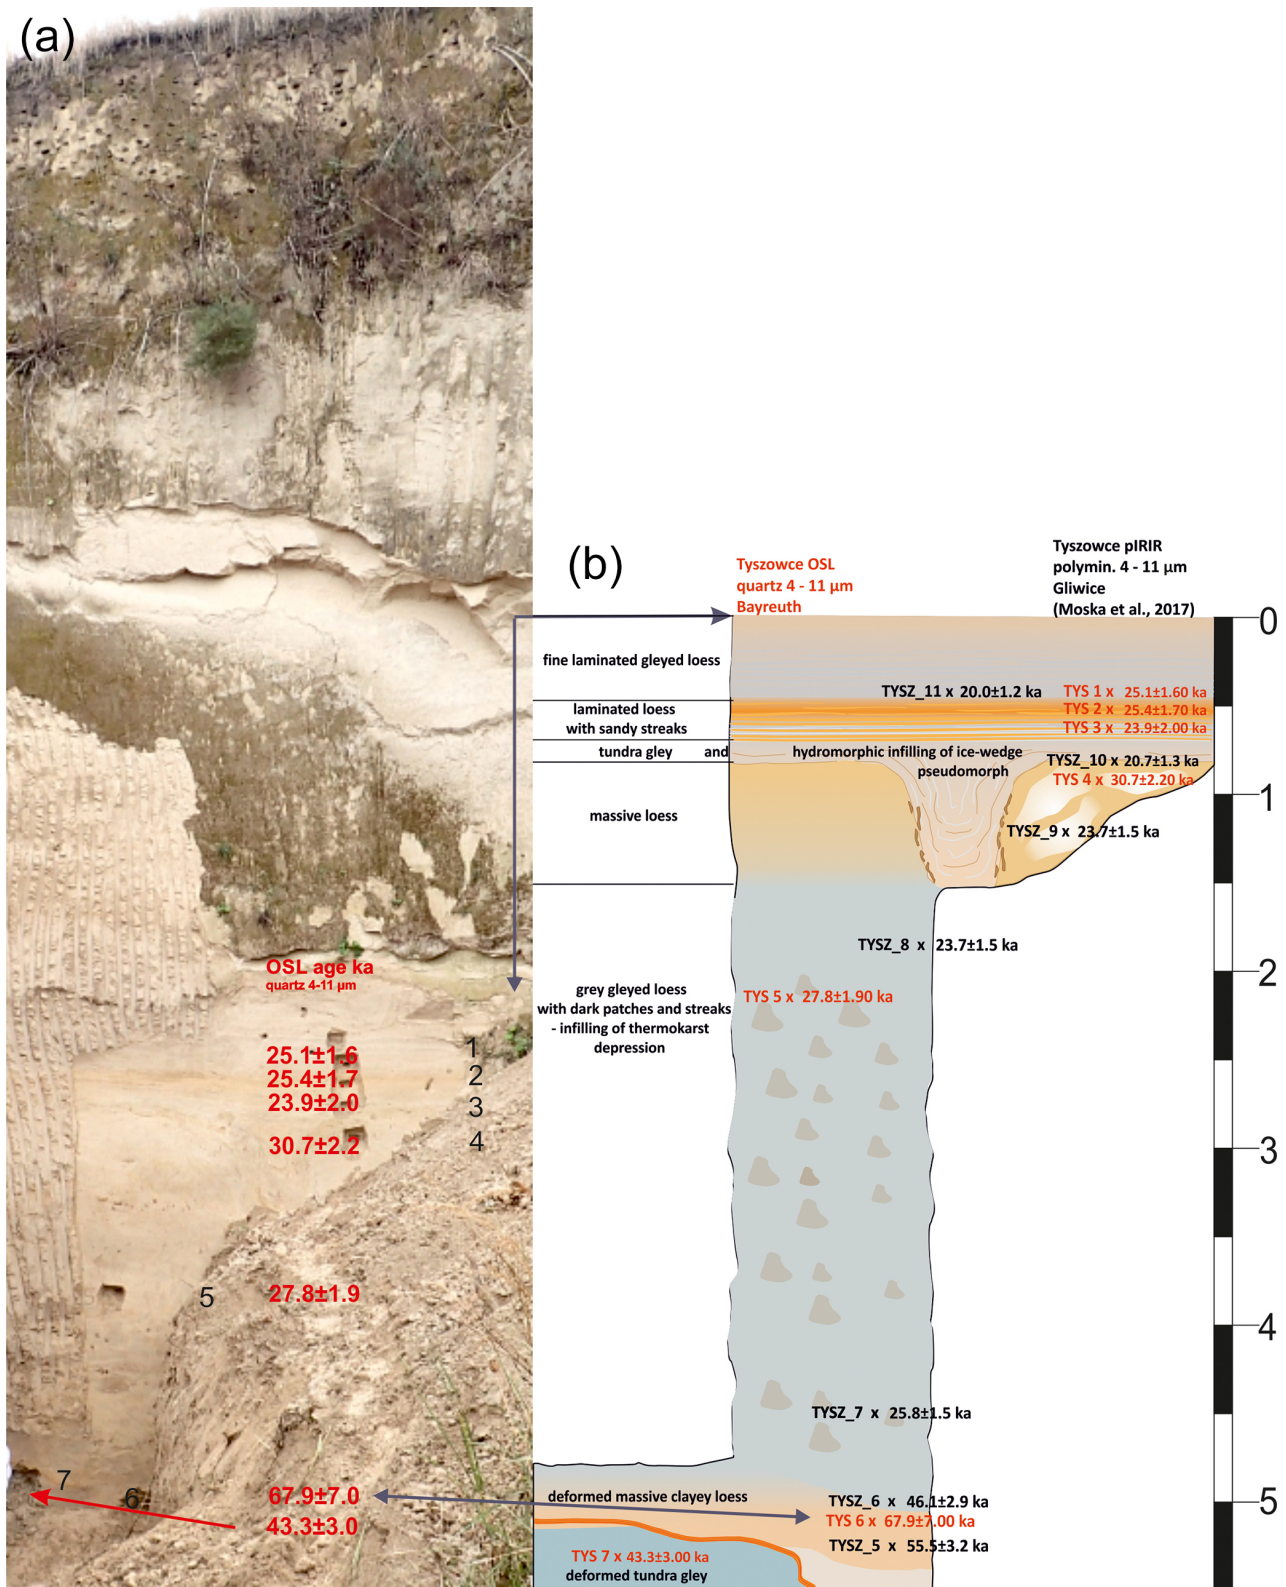 (a)
OSL age ka
quartz 4-11 µm
25.1±1.6
25.4±1.7
23.9±2.0
30.7±2.2
27.8±1.9
67.9±7.0
43.3±3.0
1
2
3
4
5
6
7
(b)
Tyszowce OSL
quartz 4 - 11 µm
Bayreuth
Tyszowce pIRIR
polymin. 4 - 11 µm
Gliwice
(Moska et al., 2017)
fine laminated gleyed loess
laminated loess
with sandy streaks
tundra gley and
hydromorphic infilling of ice-wedge
pseudomorph
massive loess
grey gleyed loess
with dark patches and streaks
- infilling of thermokarst
depression
deformed massive clayey loess
TYSZ_11 x 20.0±1.2 ka
TYS 1 x 25.1±1.60 ka
TYS 2 x 25.4±1.70 ka
TYS 3 x 23.9±2.00 ka
TYSZ_10 x 20.7±1.3 ka
TYS 4 x 30.7±2.20 ka
TYSZ_9 x 23.7±1.5 ka
TYSZ_8 x 23.7±1.5 ka
TYS 5 x 27.8±1.90 ka
TYSZ_7 x 25.8±1.5 ka
TYSZ_6 x 46.1±2.9 ka
TYS 6 x 67.9±7.00 ka
TYSZ_5 x 55.5±3.2 ka
TYS 7 x 43.3±3.00 ka
deformed tundra gley
0
1
2
3
4
5